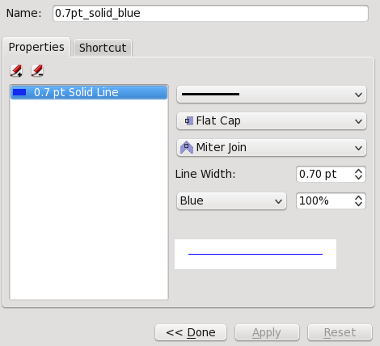 Name: 0.7pt_solid_blue
Properties Shortcut
0.7 pt Solid Line
Flat Cap
Miter Join
Line Width: 0.70 pt
Blue 100%
<< Done Apply Reset